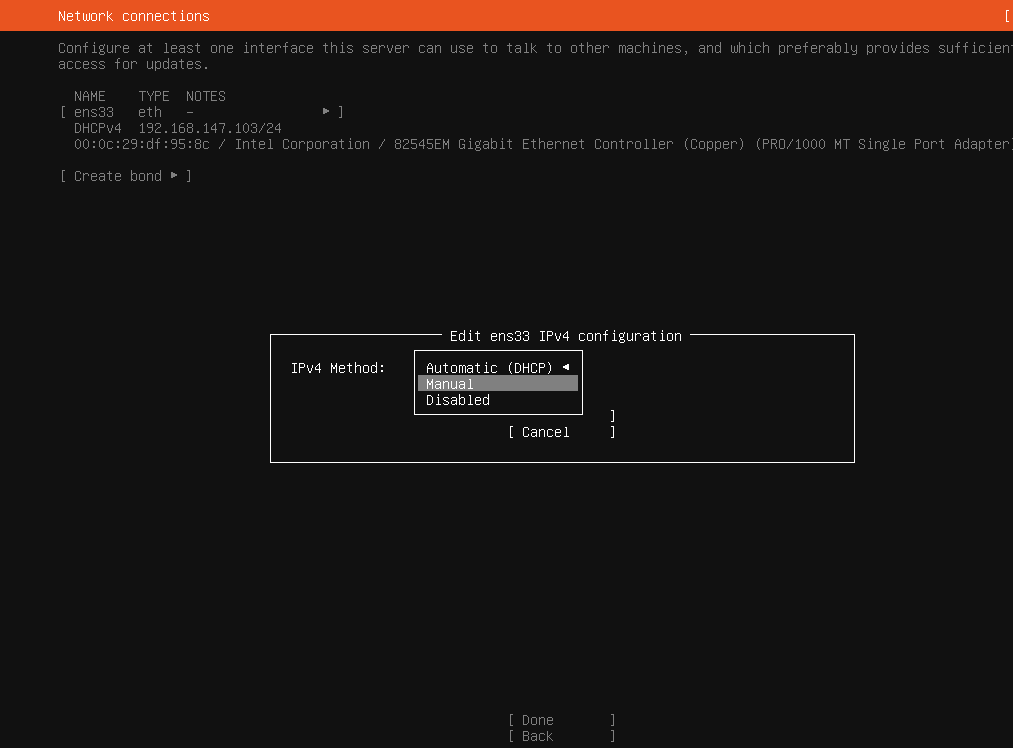 Network connections [
Configure at least one interface this server can use to talk to other machines, and which preferably provides sufficient
access for updates.
NAME TYPE NOTES
[ ens33 eth – ▸ ]
DHCPv4 192.168.147.103/24
00:0c:29:df:95:8c / Intel Corporation / 82545EM Gigabit Ethernet Controller (Copper) (PRO/1000 MT Single Port Adapter)
[ Create bond ▸ ]
Edit ens33 IPv4 configuration
IPv4 Method: Automatic (DHCP) ◂
Manual
Disabled
]
[ Cancel ]
[ Done ]
[ Back ]